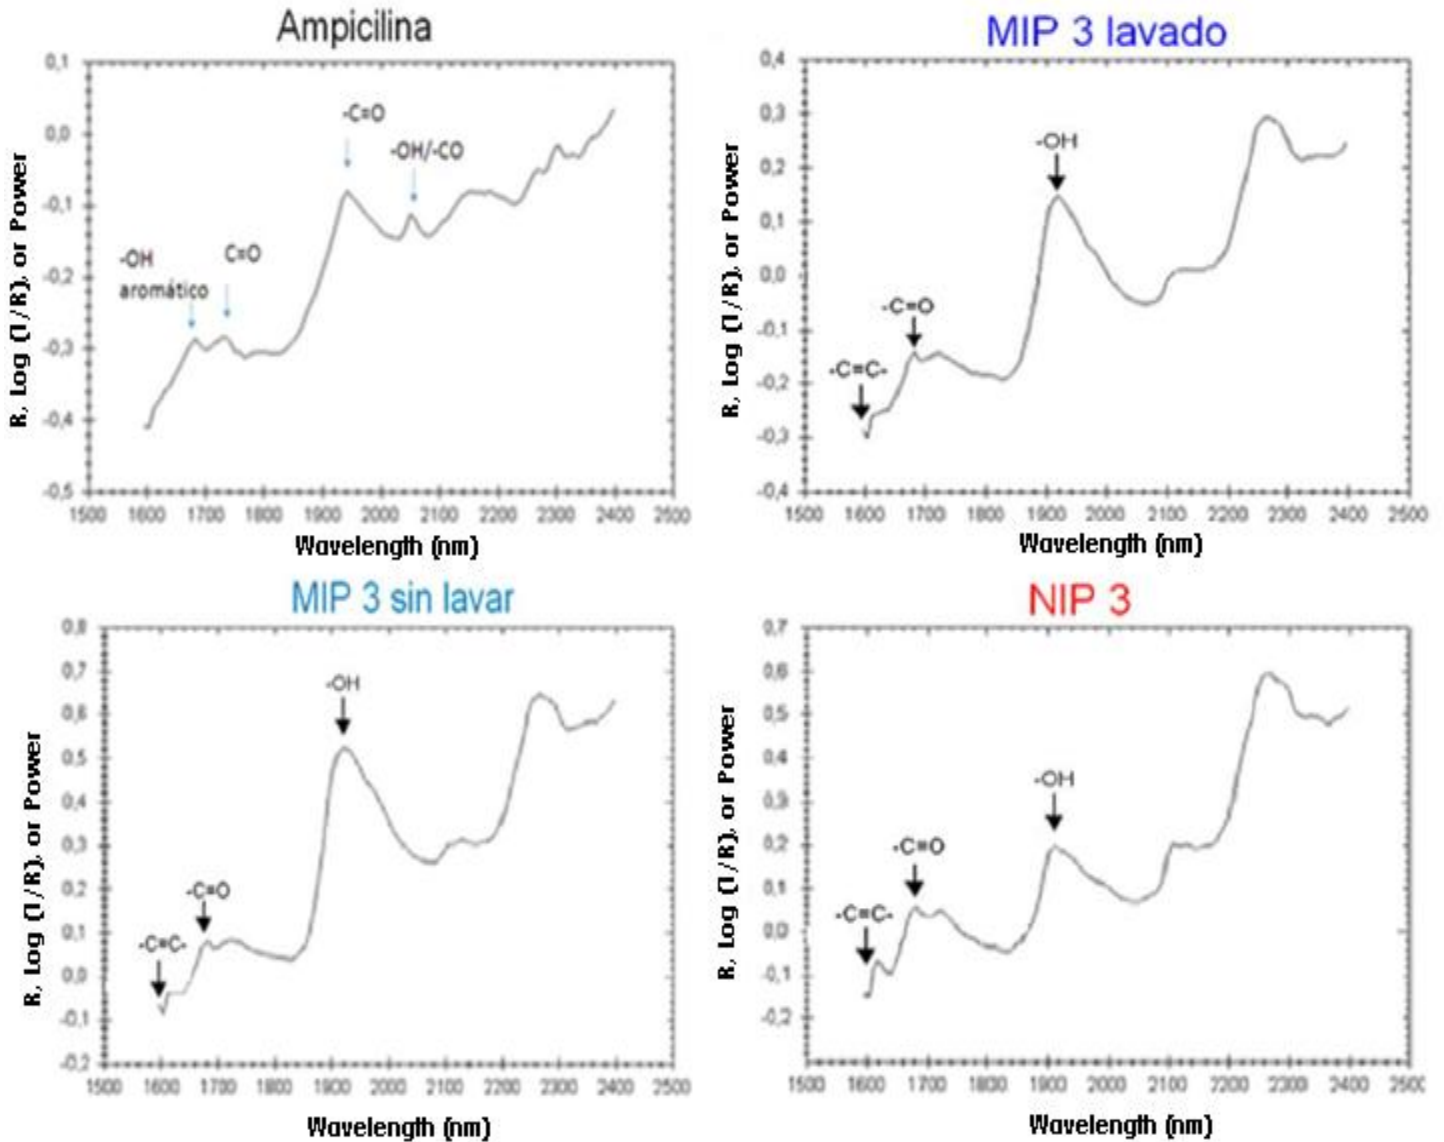 Ampicilina
0,1
0,0
-0,1
-0,2
-0,3
-0,4
-0,5
R, Log (1/R), or Power
-C=O
-OH/-CO
-OH
aromático
C=O
1500 1600 1700 1800 1900 2000 2100 2200 2300 2400 2500
Wavelength (nm)
MIP 3 lavado
0,4
0,3
0,2
0,1
0,0
-0,1
-0,2
-0,3
-0,4
R, Log (1/R), or Power
-OH
-C=O
-C=C-
1500 1600 1700 1800 1900 2000 2100 2200 2300 2400 2500
Wavelength (nm)
MIP 3 sin lavar
0,8
0,7
0,6
0,5
0,4
0,3
0,2
0,1
0,0
-0,1
-0,2
R, Log (1/R), or Power
-OH
-C=O
-C=C-
1500 1600 1700 1800 1900 2000 2100 2200 2300 2400 2500
Wavelength (nm)
NIP 3
0,7
0,6
0,5
0,4
0,3
0,2
0,1
0,0
-0,1
-0,2
R, Log (1/R), or Power
-OH
-C=O
-C=C-
1500 1600 1700 1800 1900 2000 2100 2200 2300 2400 2500
Wavelength (nm)